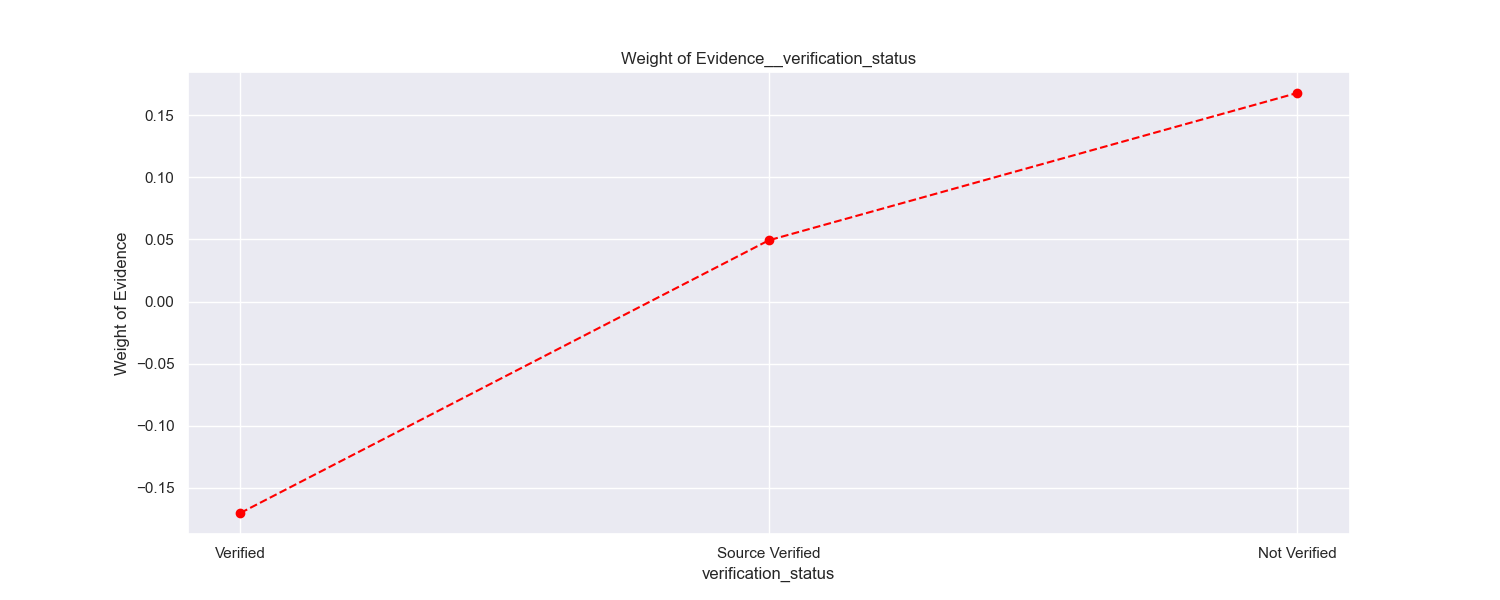 Weight of Evidence__verification_status
Weight of Evidence
0.15
0.10
0.05
0.00
−0.05
−0.10
−0.15
Verified
Source Verified
Not Verified
verification_status